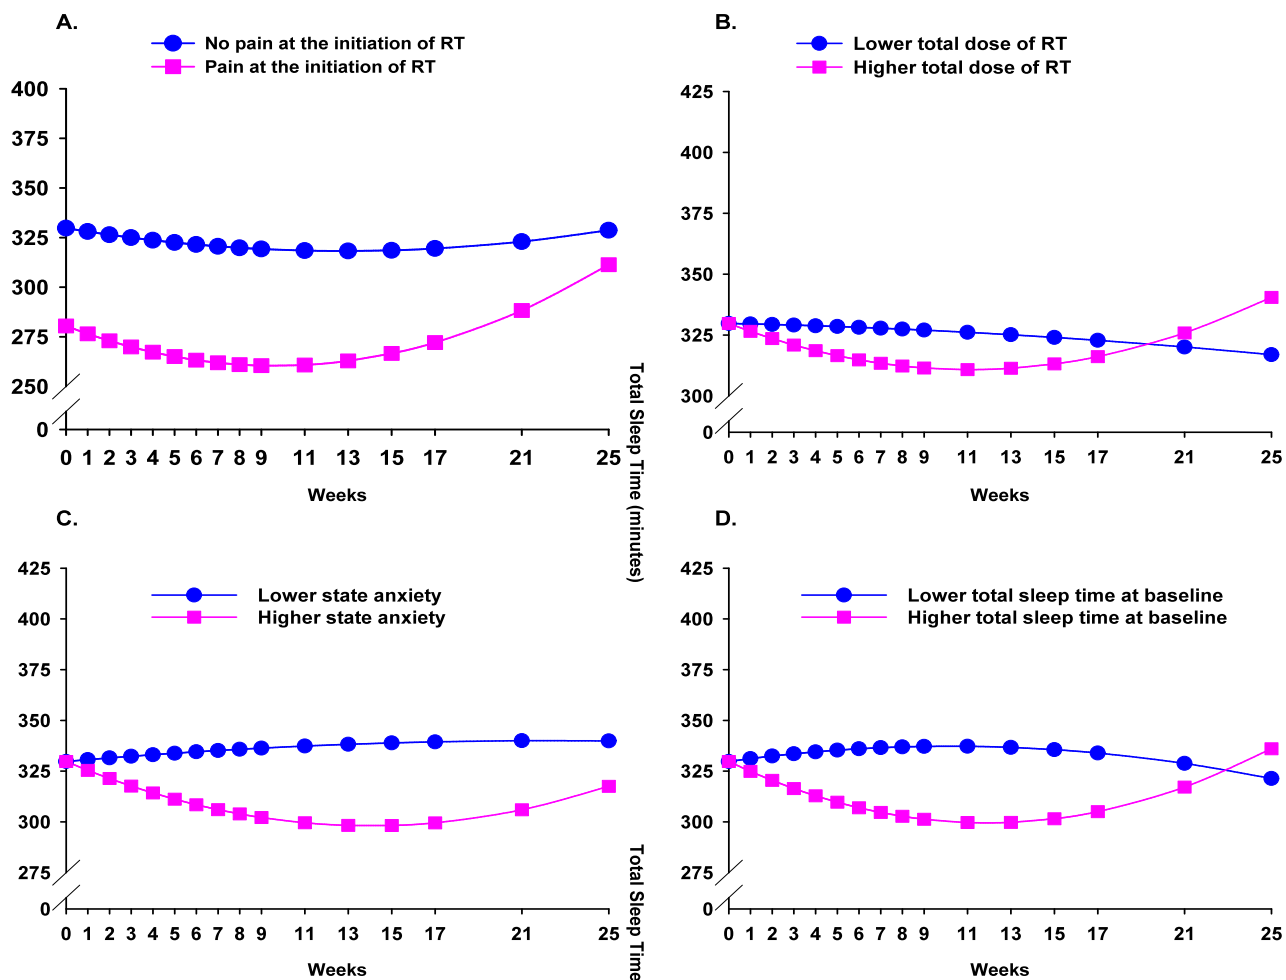 A.
No pain at the initiation of RT
Pain at the initiation of RT
400
375
350
325
300
275
250
0
0 1 2 3 4 5 6 7 8 9 11 13 15 17 21 25
Weeks
Total Sleep Time (minutes)
B.
Lower total dose of RT
Higher total dose of RT
425
400
375
350
325
300
0
0 1 2 3 4 5 6 7 8 9 11 13 15 17 21 25
Weeks
C.
Lower state anxiety
Higher state anxiety
425
400
375
350
325
300
275
0
0 1 2 3 4 5 6 7 8 9 11 13 15 17 21 25
Weeks
Total Sleep Time
D.
Lower total sleep time at baseline
Higher total sleep time at baseline
425
400
375
350
325
300
275
0
0 1 2 3 4 5 6 7 8 9 11 13 15 17 21 25
Weeks